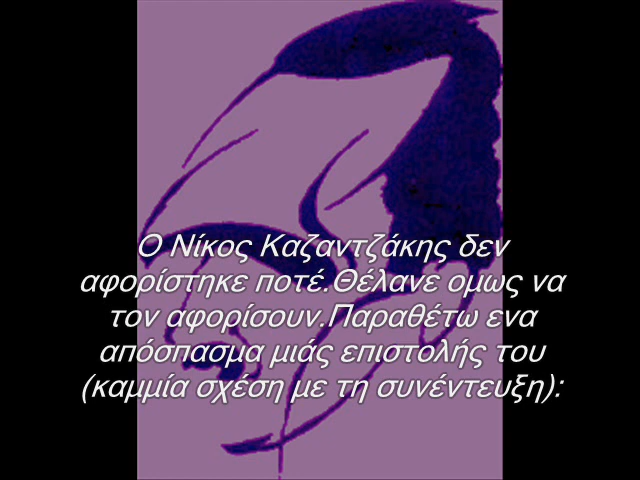 Ο Νίκος Καζαντζάκης δεν
αφορίστηκε ποτέ.Θέλανε ομως να
τον αφορίσουν.Παραθέτω ενα
απόσπασμα μιάς επιστολής του
(καμμία σχέση με τη συνέντευξη):